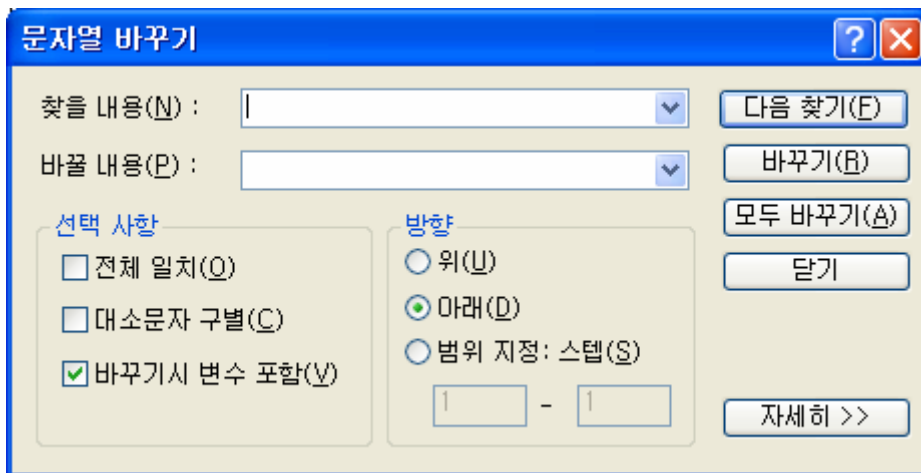 문자열 바꾸기
찾을 내용(N) :
다음 찾기(F)
바꿀 내용(P) :
바꾸기(R)
모두 바꾸기(A)
닫기
자세히 >>
선택 사항
전체 일치(O)
대소문자 구별(C)
바꾸기시 변수 포함(V)
방향
위(U)
아래(D)
범위 지정: 스텝(S)
1 - 1